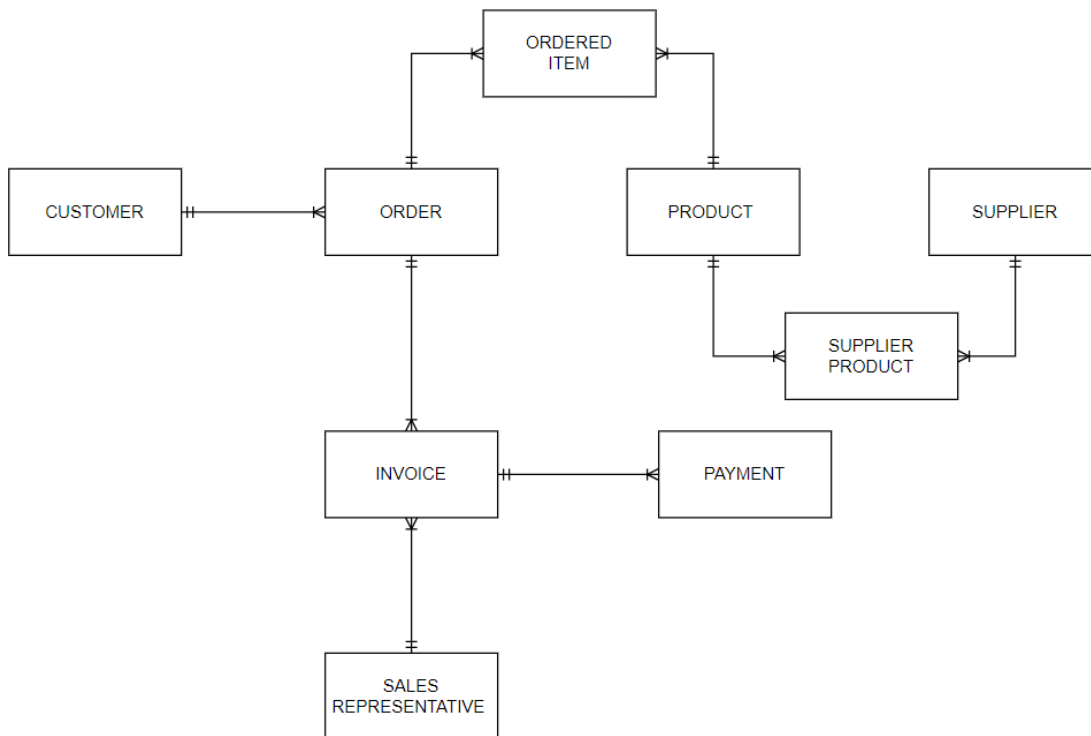 ORDERED
ITEM
CUSTOMER
ORDER
PRODUCT
SUPPLIER
SUPPLIER
PRODUCT
INVOICE
PAYMENT
SALES
REPRESENTATIVE